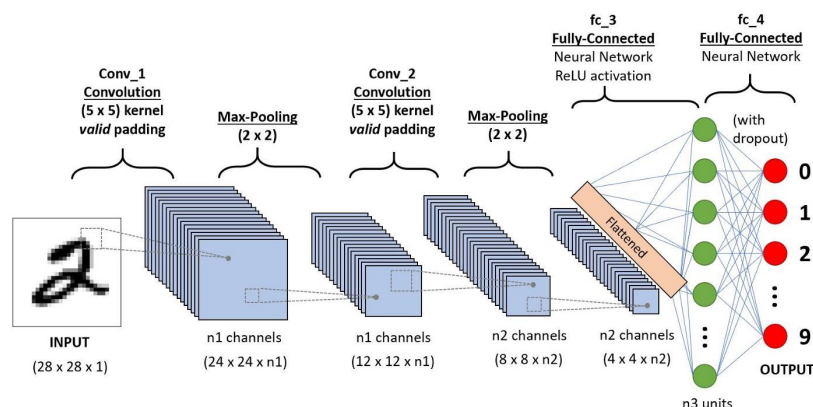 fc_3
Fully-Connected
Neural Network
ReLU activation
fc_4
Fully-Connected
Neural Network
Conv_1
Convolution
(5 x 5) kernel
valid padding
Max-Pooling
(2 x 2)
Conv_2
Convolution
(5 x 5) kernel
valid padding
Max-Pooling
(2 x 2)
(with
dropout)
2
Flattened
0
1
2
9
INPUT
(28 x 28 x 1)
n1 channels
(24 x 24 x n1)
n1 channels
(12 x 12 x n1)
n2 channels
(8 x 8 x n2)
n2 channels
(4 x 4 x n2)
OUTPUT
n3 units